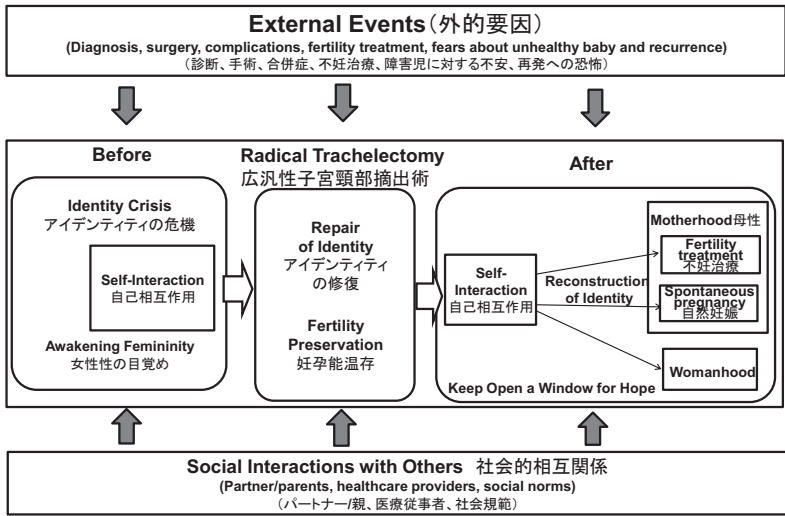 External Events(外的要因)
(Diagnosis, surgery, complications, fertility treatment, fears about unhealthy baby and recurrence)
(診断、手術、合併症、不妊治療、障害児に対する不安、再発への恐怖)
Before
Identity Crisis
アイデンティティの危機
Self-Interaction
自己相互作用
Awakening Femininity
女性性の目覚め
Radical Trachelectomy
広汎性子宮頸部摘出術
Repair
of Identity
アイデンティティ
の修復
Fertility
Preservation
妊孕能温存
After
Self-
Interaction
自己相互作用
Reconstruction
of Identity
Motherhood母性
Fertility
treatment
不妊治療
Spontaneous
pregnancy
自然妊娠
Womanhood
Keep Open a Window for Hope
Social Interactions with Others 社会的相互関係
(Partner/parents, healthcare providers, social norms)
(パートナー/親、医療従事者、社会規範)